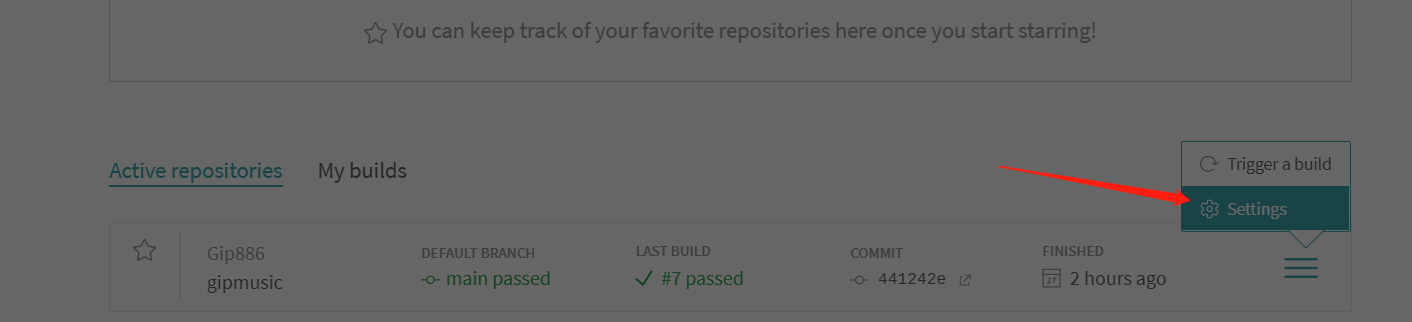 You can keep track of your favorite repositories here once you start starring!
Active repositories
My builds
Trigger a build
Settings
Gip886
gipmusic
DEFAULT BRANCH
main passed
LAST BUILD
#7 passed
COMMIT
441242e
FINISHED
27
2 hours ago